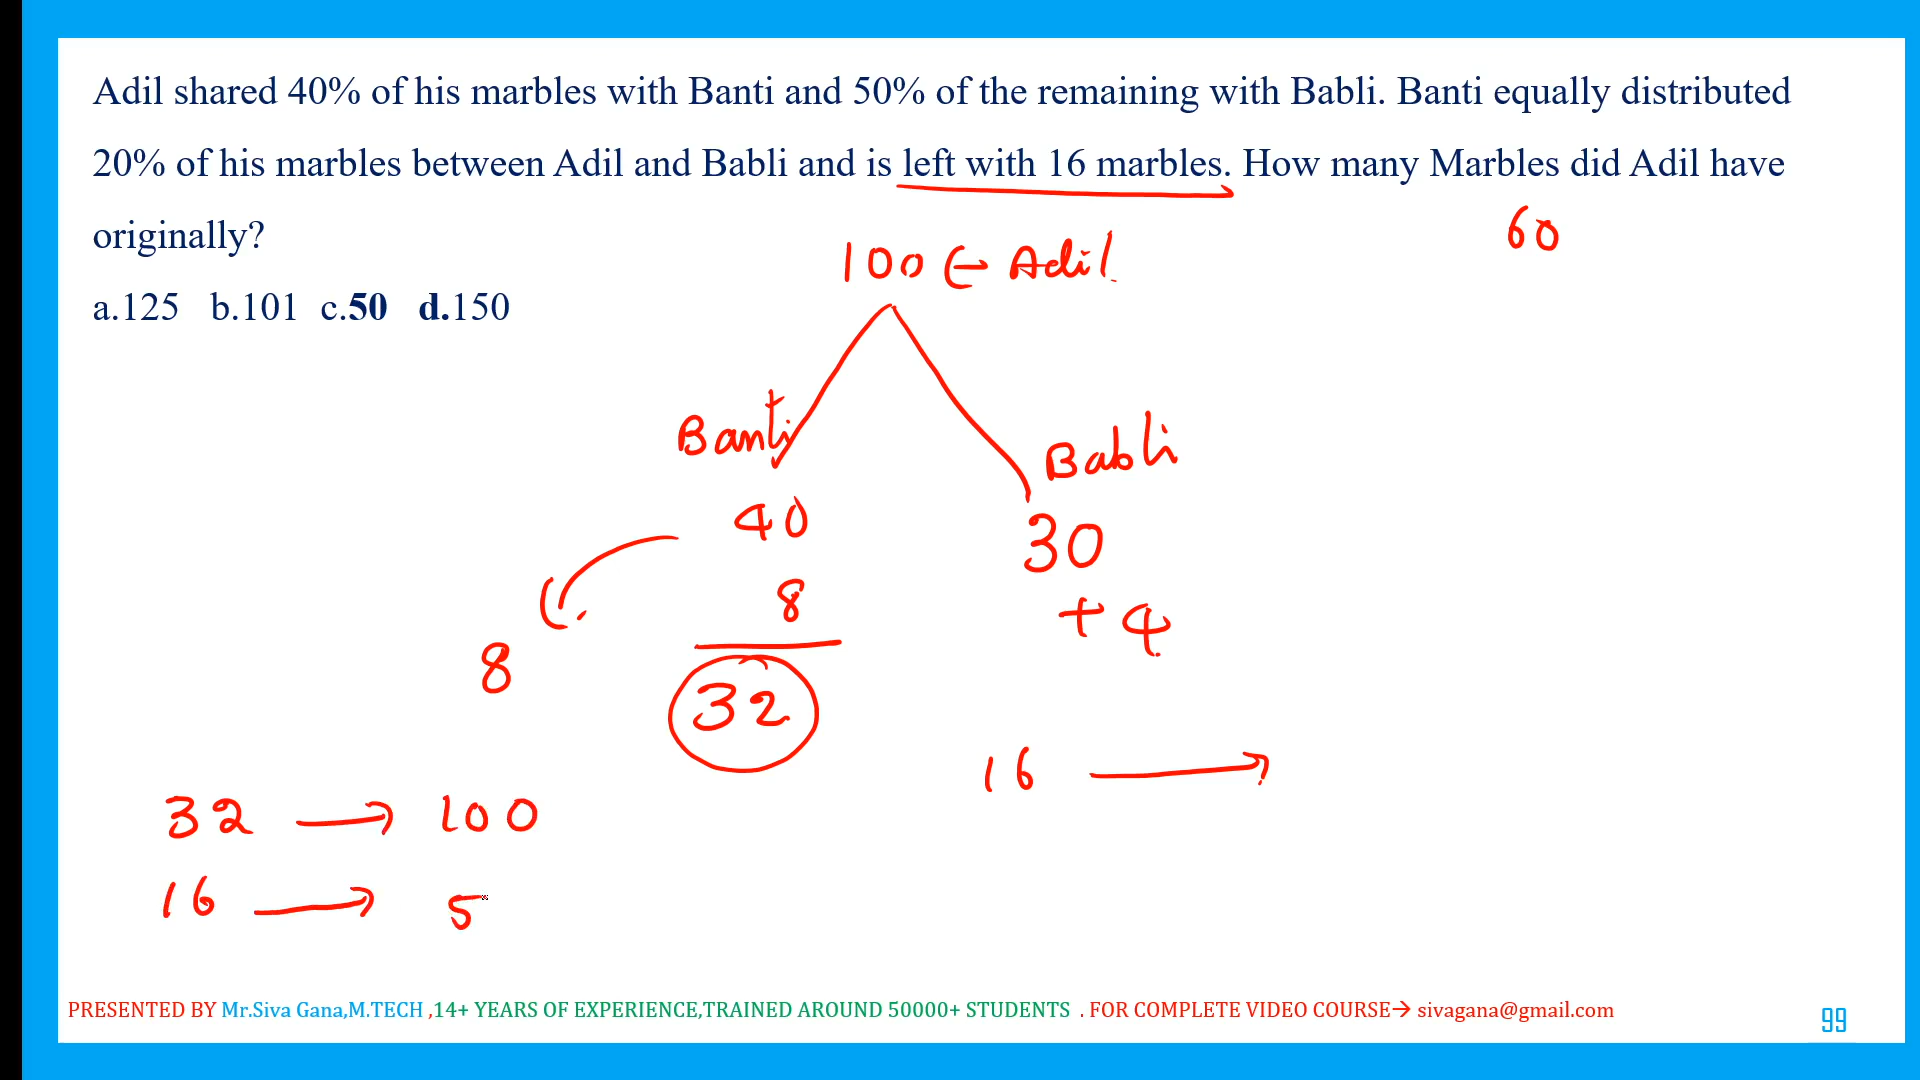 Adil shared 40% of his marbles with Banti and 50% of the remaining with Babli. Banti equally distributed
20% of his marbles between Adil and Babli and is left with 16 marbles. How many Marbles did Adil have
originally?
60
100 ← Adil
a.125 b.101 c.50 d.150
Banti
Babli
40
30
8
+ 4
8
32
16 →
32 → 100
16 → 5
PRESENTED BY Mr.Siva Gana,M.TECH ,14+ YEARS OF EXPERIENCE,TRAINED AROUND 50000+ STUDENTS . FOR COMPLETE VIDEO COURSE→ sivagana@gmail.com
99